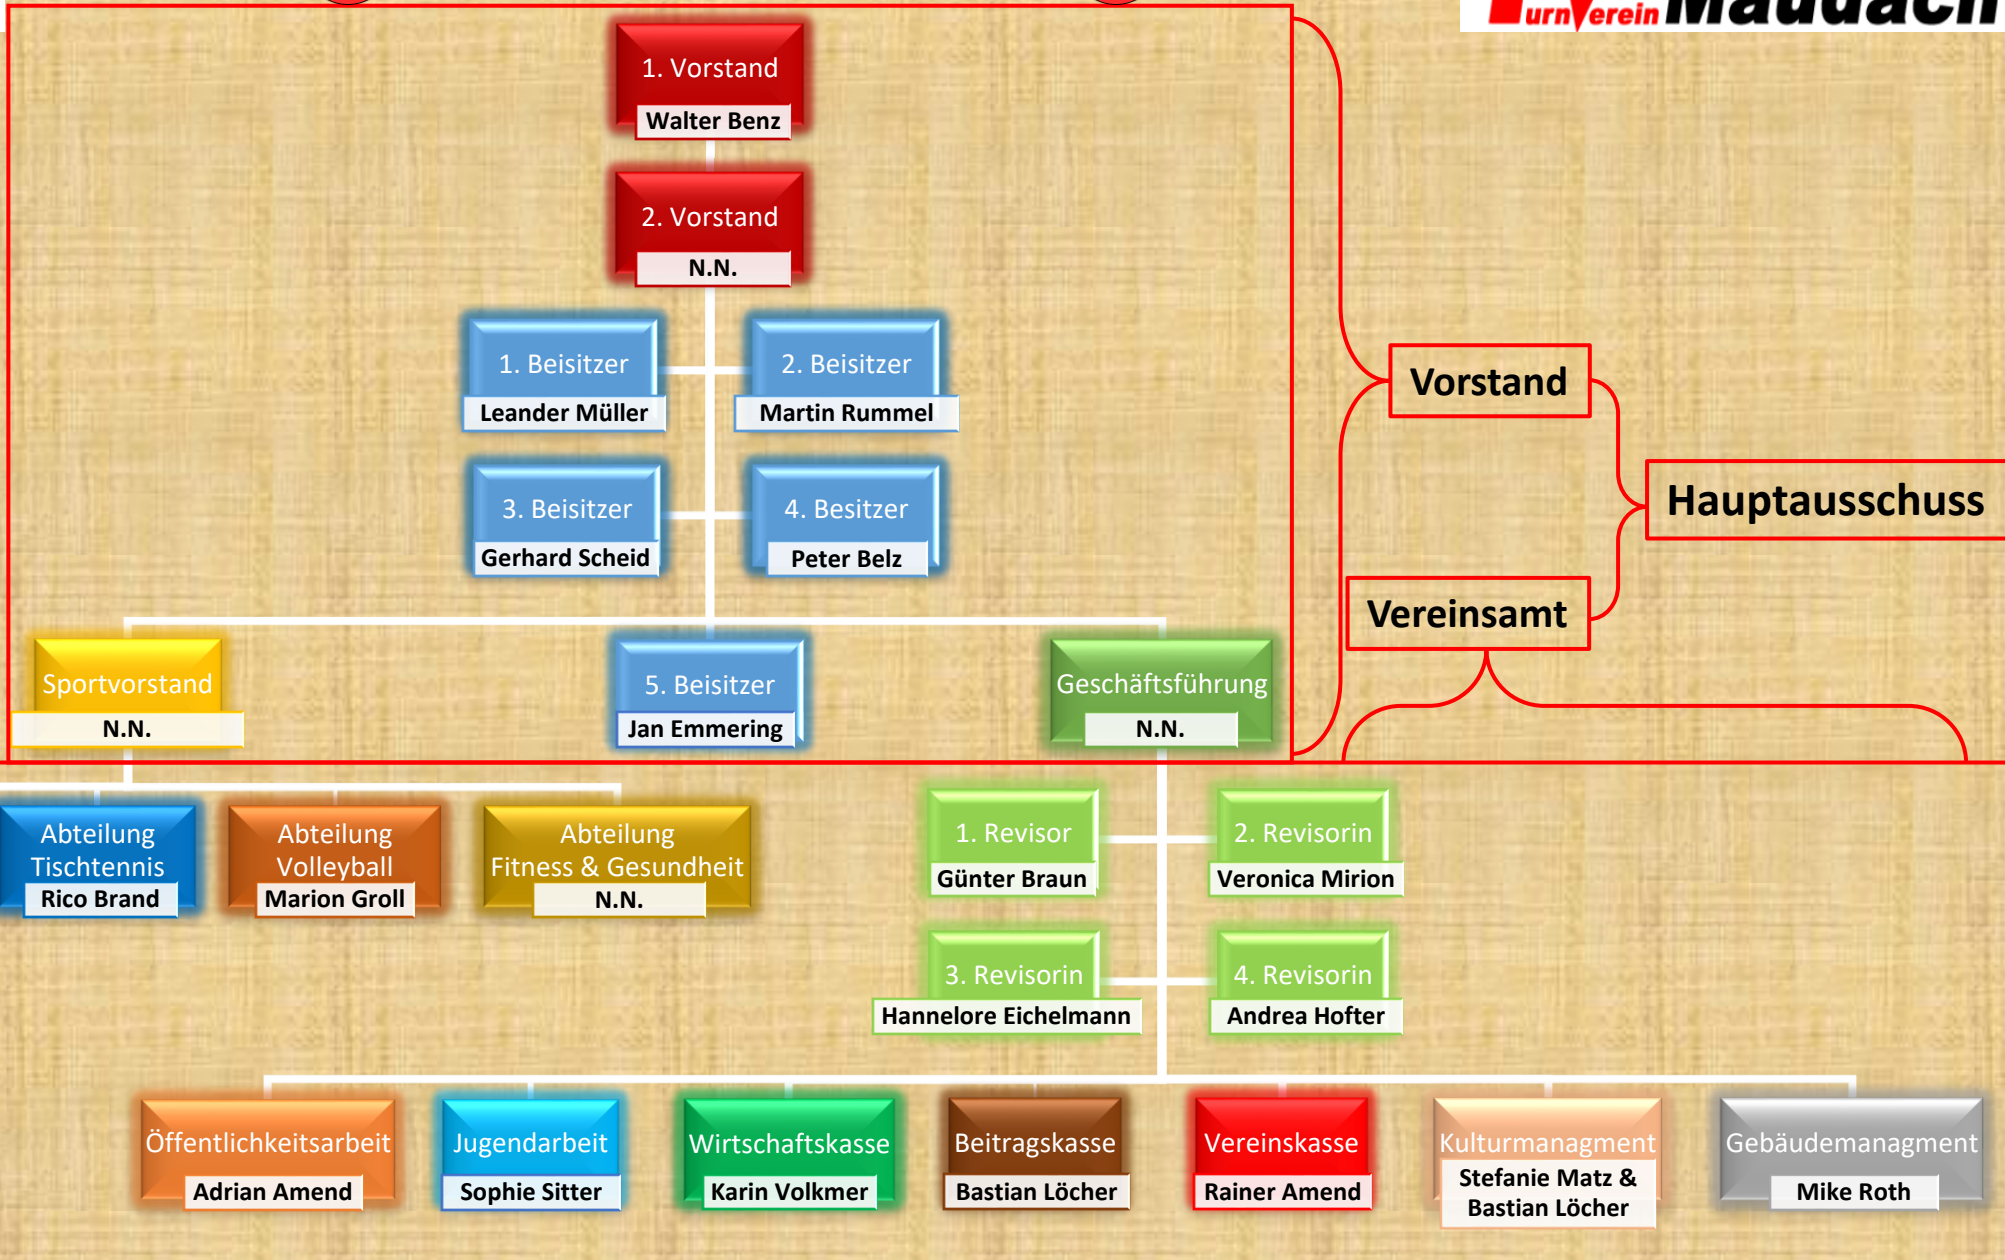 TurnVerein Maudach
1. Vorstand
Walter Benz
2. Vorstand
N.N.
1. Beisitzer
Leander Müller
2. Beisitzer
Martin Rummel
3. Beisitzer
Gerhard Scheid
4. Besitzer
Peter Belz
Vorstand
Hauptausschuss
Vereinsamt
Sportvorstand
N.N.
5. Beisitzer
Jan Emmering
Geschäftsführung
N.N.
Abteilung
Tischtennis
Rico Brand
Abteilung
Volleyball
Marion Groll
Abteilung
Fitness & Gesundheit
N.N.
1. Revisor
Günter Braun
2. Revisorin
Veronica Mirion
3. Revisorin
Hannelore Eichelmann
4. Revisorin
Andrea Hofter
Öffentlichkeitsarbeit
Adrian Amend
Jugendarbeit
Sophie Sitter
Wirtschaftskasse
Karin Volkmer
Beitragskasse
Bastian Löcher
Vereinskasse
Rainer Amend
Kulturmanagment
Stefanie Matz &
Bastian Löcher
Gebäudemanagment
Mike Roth